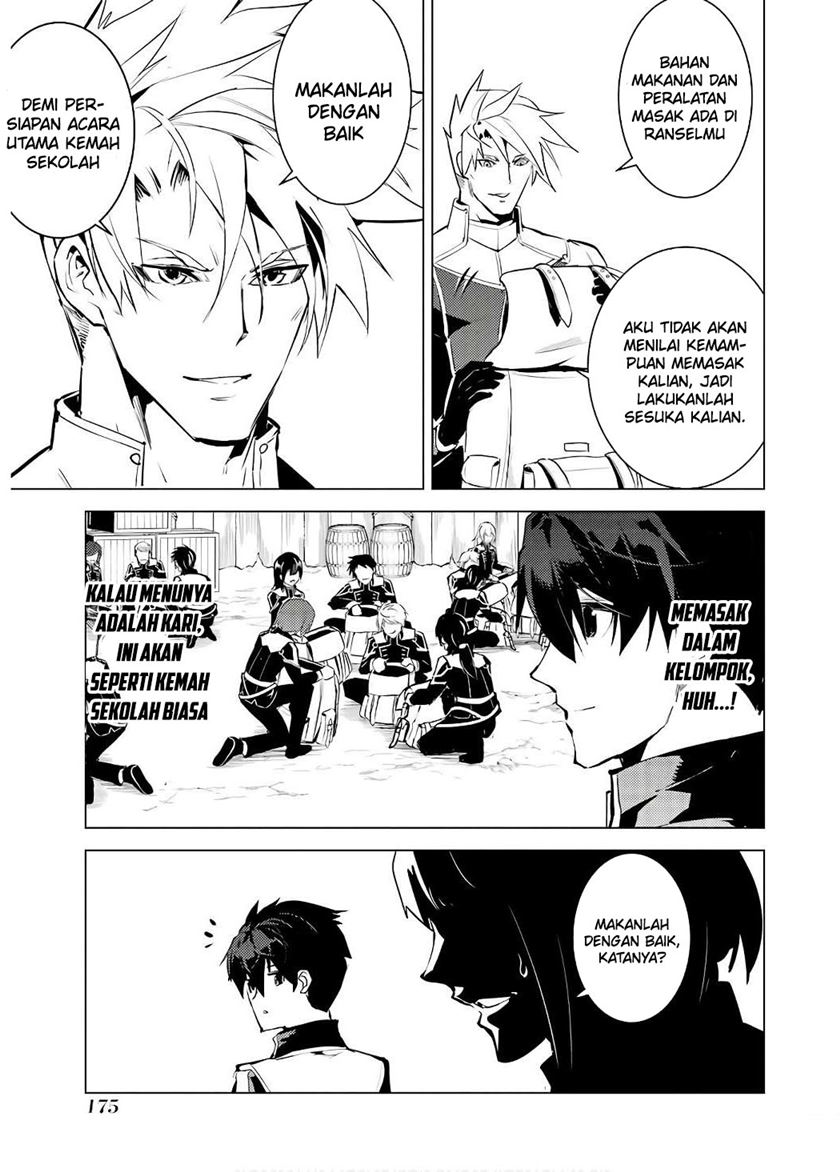 BAHAN
MAKANAN DAN
PERALATAN
MASAK ADA DI
RANSELMU
AKU TIDAK AKAN
MENILAI KEMAM-
PUAN MEMASAK
KALIAN, JADI
LAKUKANLAH
SESUKA KALIAN.
MAKANLAH
DENGAN
BAIK
DEMI PER-
SIAPAN ACARA
UTAMA KEMAH
SEKOLAH
MEMASAK
DALAM
KELOMPOK,
HUH...!
KALAU MENUNYA
ADALAH KARI,
INI AKAN
SEPERTI KEMAH
SEKOLAH BIASA
MAKANLAH
DENGAN BAIK,
KATANYA?
175